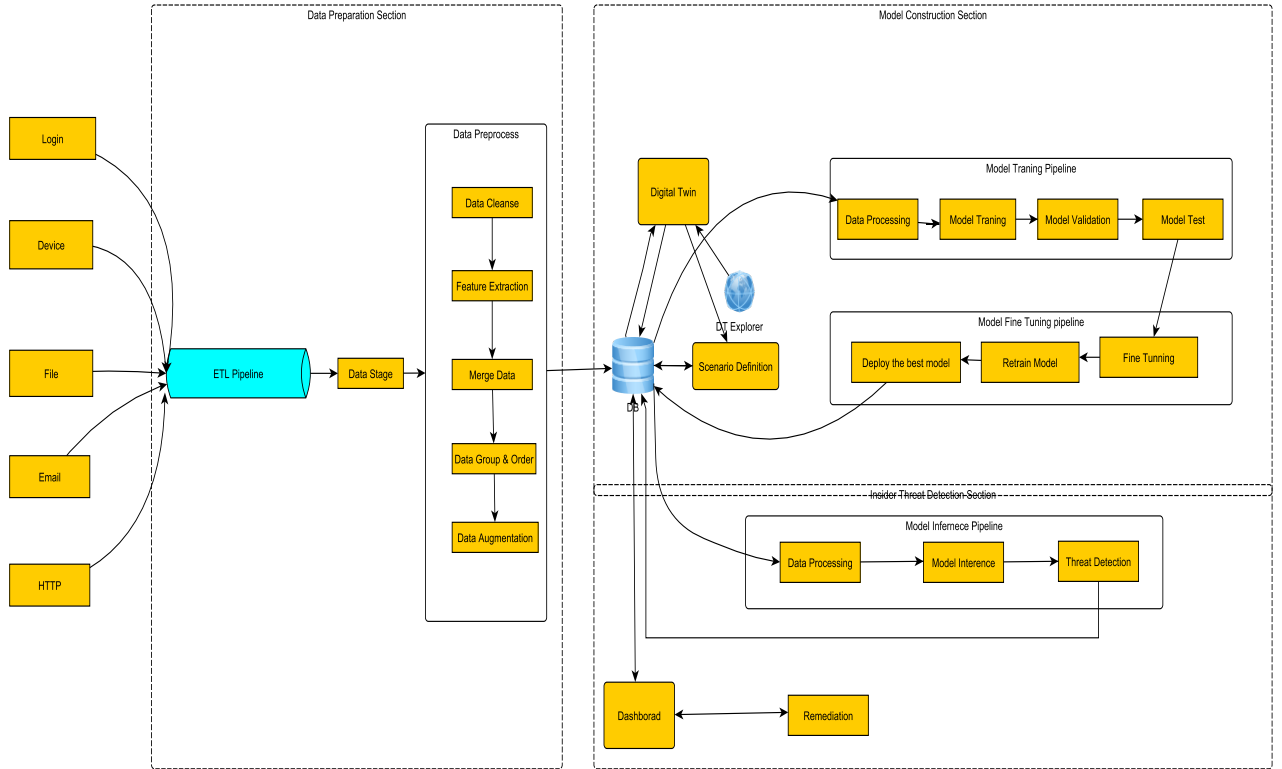 Data Preparation Section
Model Construction Section
Login
Device
File
Email
HTTP
ETL Pipeline
Data Stage
Data Preprocess
Data Cleanse
Feature Extraction
Merge Data
Data Group & Order
Data Augmentation
Digital Twin
DT Explorer
DB
Scenario Definition
Model Traning Pipeline
Data Processing
Model Traning
Model Validation
Model Test
Model Fine Tuning pipeline
Deploy the best model
Retrain Model
Fine Tunning
Insider Threat Detection Section
Model Infernece Pipeline
Data Processing
Model Interence
Threat Detection
Dashborad
Remediation